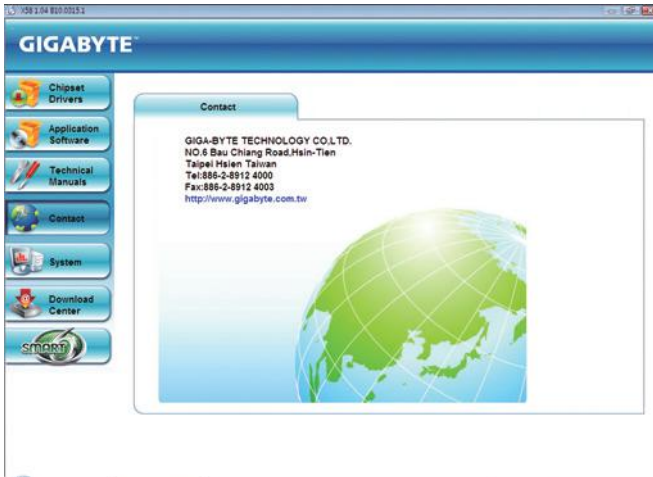 X58 1.04 B10.0015.1
GIGABYTE™
Chipset
Drivers
Application
Software
Technical
Manuals
Contact
System
Download
Center
SMART6
Contact
GIGA-BYTE TECHNOLOGY CO,LTD.
NO.6 Bau Chiang Road,Hsin-Tien
Taipei Hsien Taiwan
Tel:886-2-8912 4000
Fax:886-2-8912 4003
http://www.gigabyte.com.tw